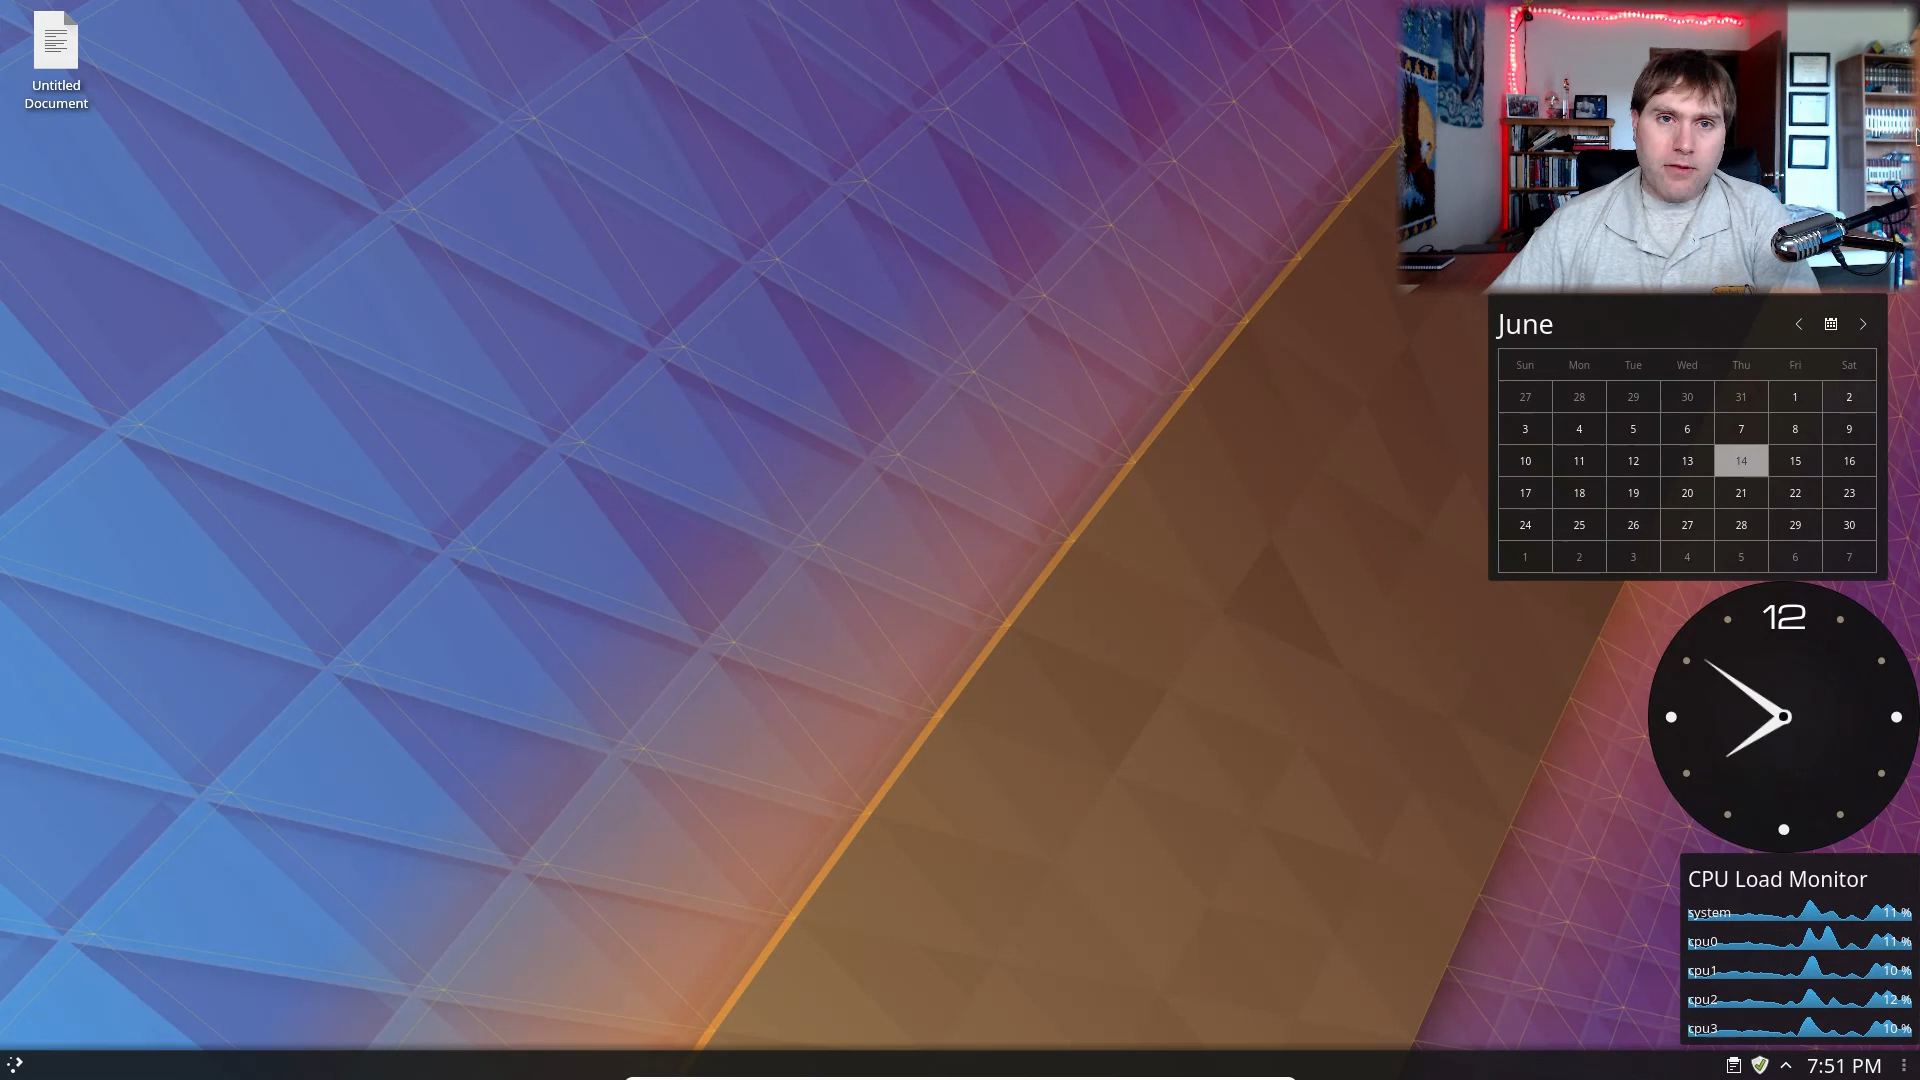 Untitled
Document
June
Sun Mon Tue Wed Thu Fri Sat
27 28 29 30 31 1 2
3 4 5 6 7 8 9
10 11 12 13 14 15 16
17 18 19 20 21 22 23
24 25 26 27 28 29 30
1 2 3 4 5 6 7
12
CPU Load Monitor
system 11 %
cpu0 11 %
cpu1 10 %
cpu2 12 %
cpu3 10 %
7:51 PM